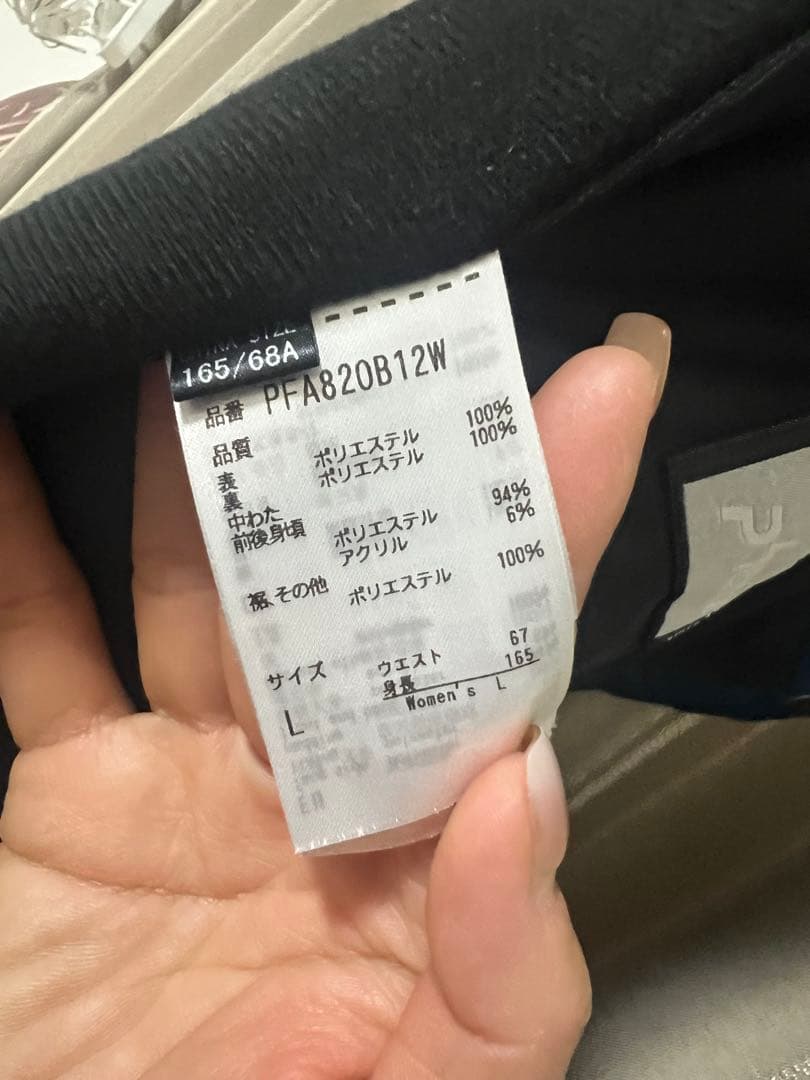 165/68A
品番 PFA820B12W
品質
表 ポリエステル 100%
裏 ポリエステル 100%
中わた
前後身頃 ポリエステル 94%
アクリル 6%
裾、その他 ポリエステル 100%
サイズ ウエスト 67
身長 165
L Women's L